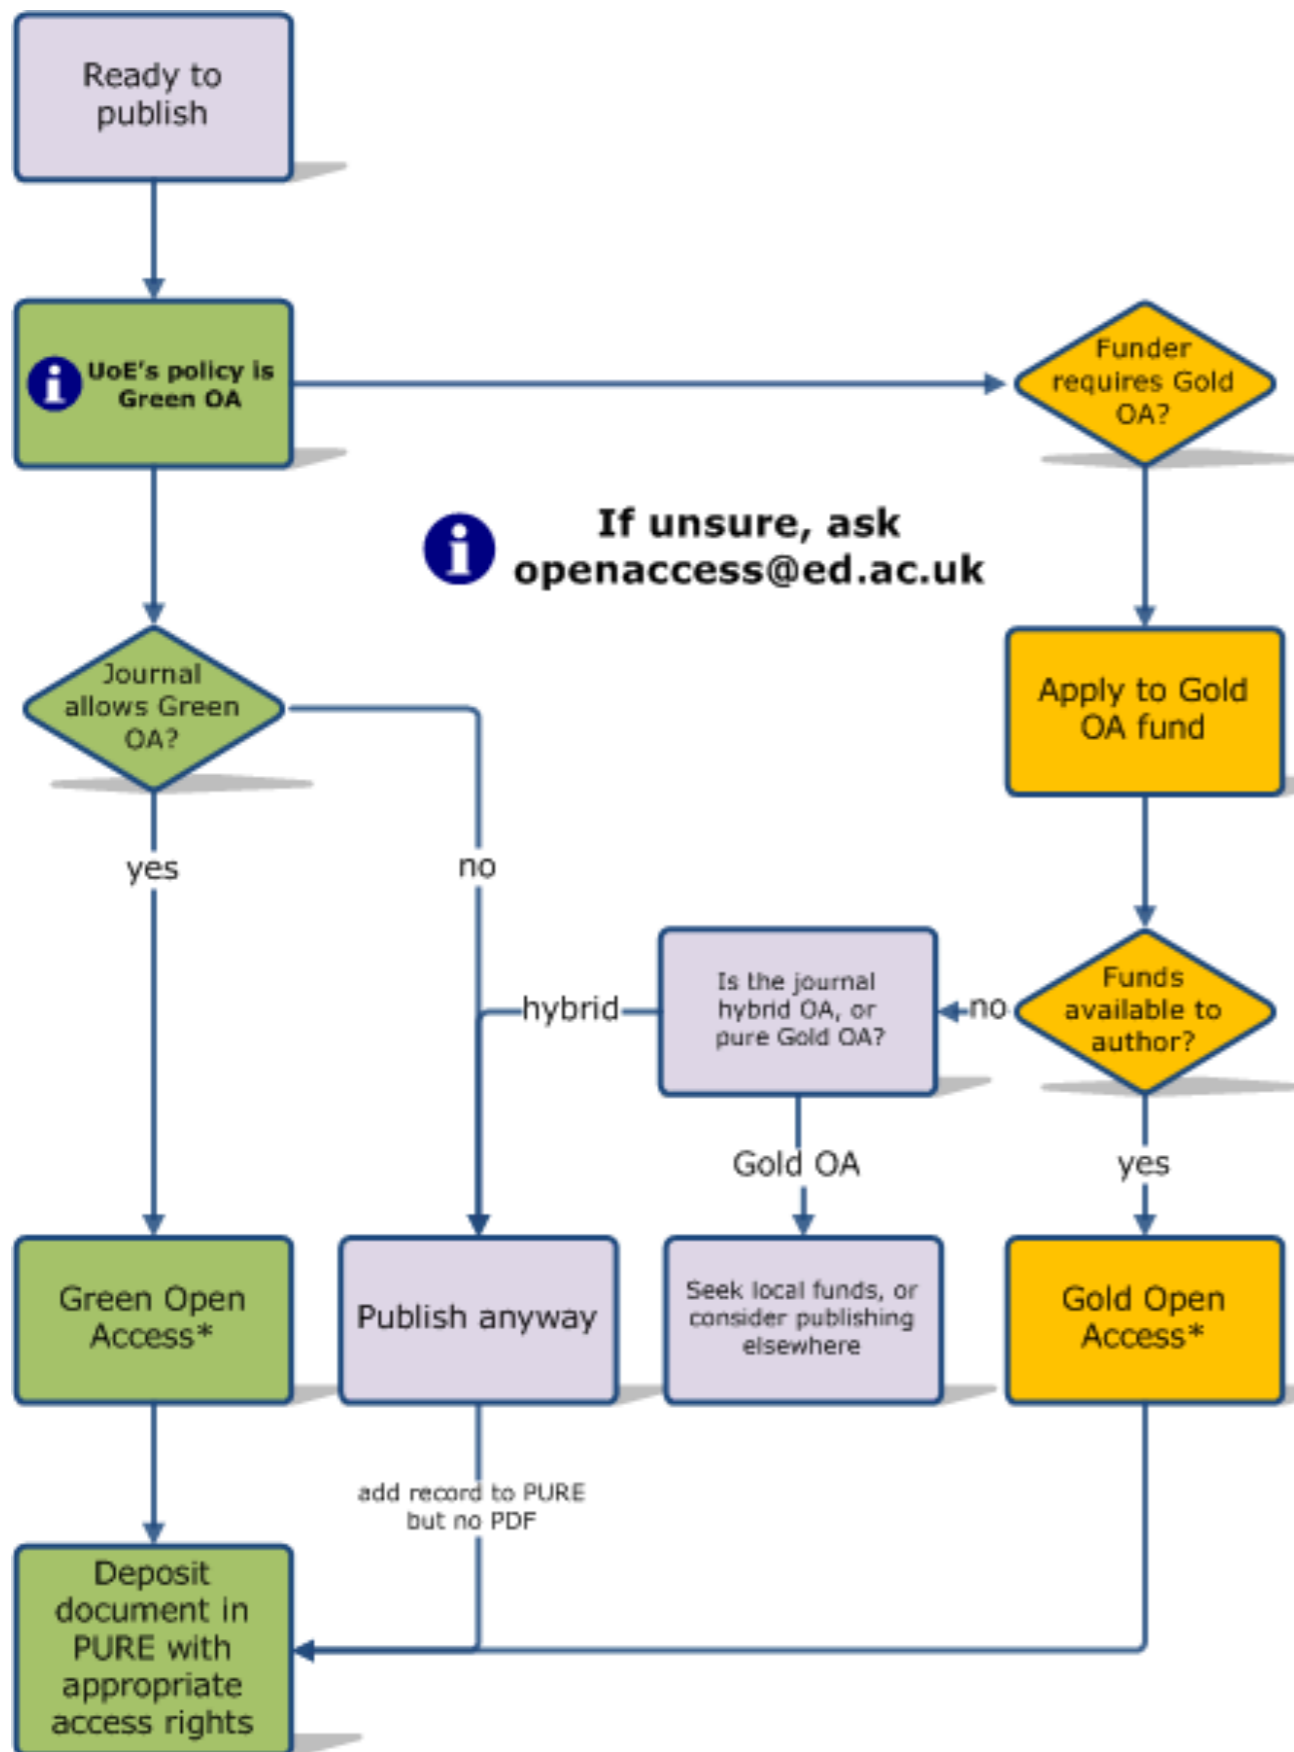 Ready to
publish
UoE's policy is
Green OA
Funder
requires Gold
OA?
If unsure, ask
openaccess@ed.ac.uk
Journal
allows Green
OA?
Apply to Gold
OA fund
yes
no
Is the journal
hybrid OA, or
pure Gold OA?
hybrid
no
Funds
available to
author?
Gold OA
yes
Green Open
Access*
Publish anyway
Seek local funds, or
consider publishing
elsewhere
Gold Open
Access*
add record to PURE
but no PDF
Deposit
document in
PURE with
appropriate
access rights